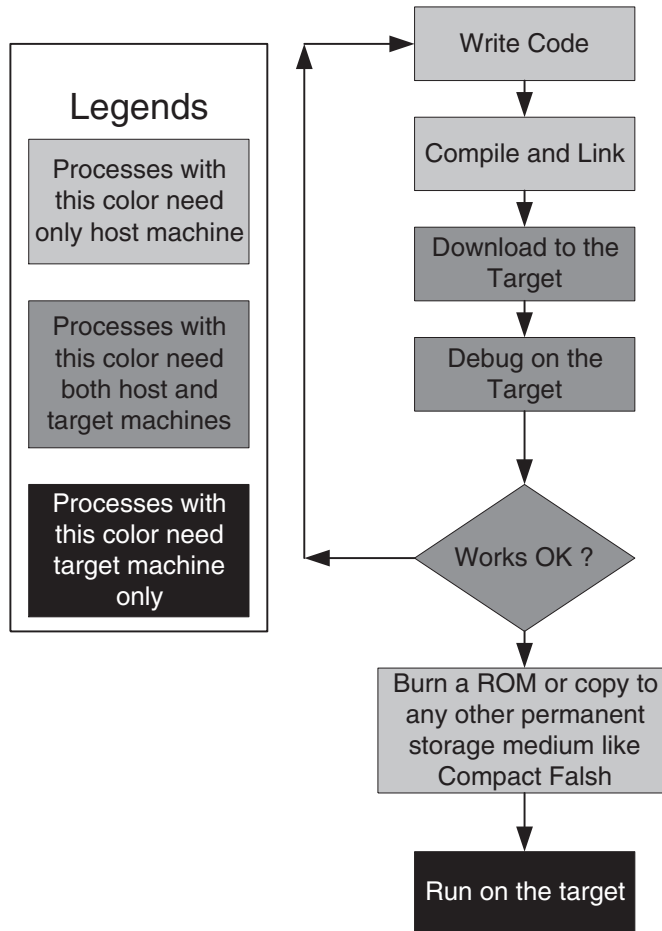 Legends
Processes with
this color need
only host machine
Processes with
this color need
both host and
target machines
Processes with
this color need
target machine
only
Write Code
Compile and Link
Download to the
Target
Debug on the
Target
Works OK ?
Burn a ROM or copy to
any other permanent
storage medium like
Compact Falsh
Run on the target